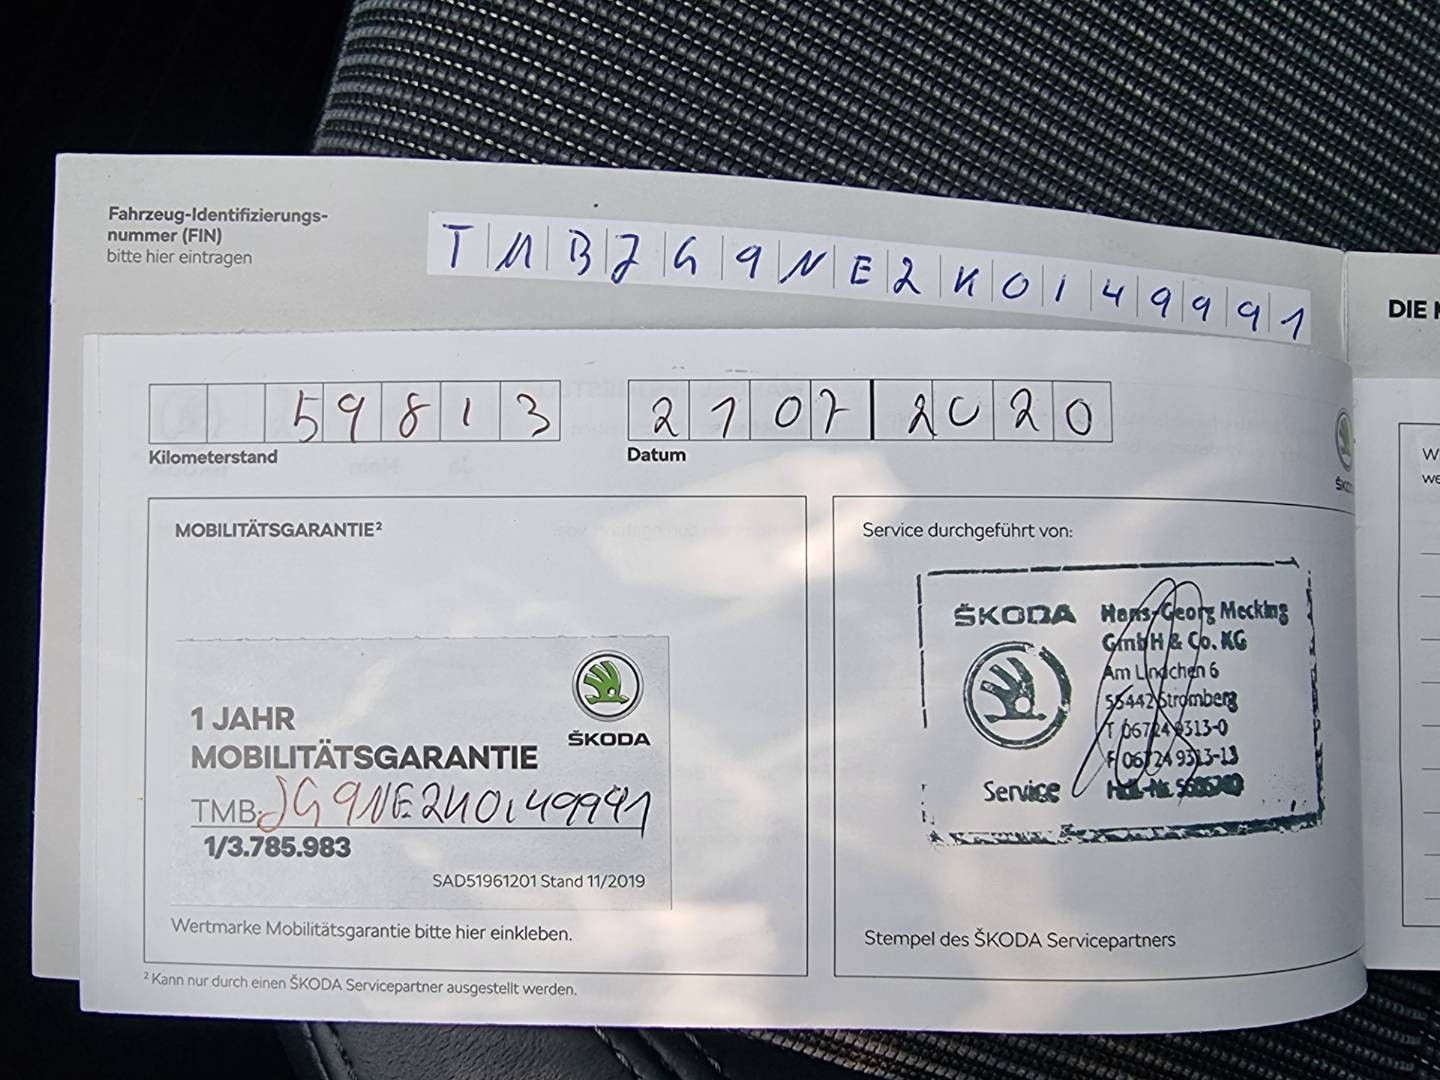 Fahrzeug-Identifizierungs-
nummer (FIN)
bitte hier eintragen
TMBJG9NE2K0149991
DIE
59813
Kilometerstand
21072020
Datum
MOBILITÄTSGARANTIE²
1 JAHR
MOBILITÄTSGARANTIE
ŠKODA
TMB JG9NE2K0149991
1/3.785.983
SAD51961201 Stand 11/2019
Wertmarke Mobilitätsgarantie bitte hier einkleben.
² Kann nur durch einen ŠKODA Servicepartner ausgestellt werden.
Service durchgeführt von:
ŠKODA
Service
Hans-Georg Mecking
GmbH & Co. KG
Am Lindchen 6
55442 Stromberg
T 06724 9313-0
F 06724 9313-13
Stempel des ŠKODA Servicepartners